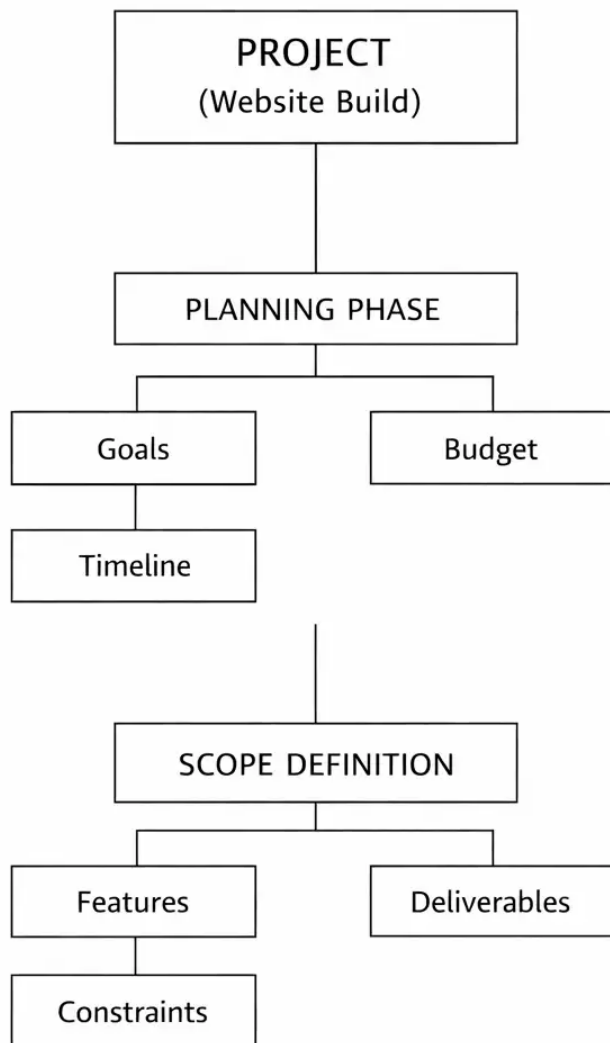 PROJECT
(Website Build)
PLANNING PHASE
Goals
Budget
Timeline
SCOPE DEFINITION
Features
Deliverables
Constraints